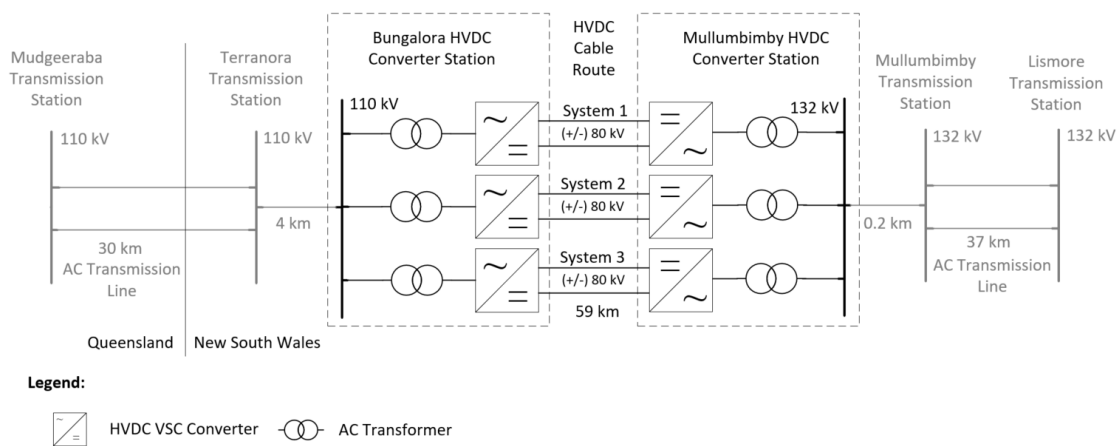 Bungalora HVDC
Converter Station
HVDC
Cable
Route
Mullumbimby HVDC
Converter Station
Mudgeeraba
Transmission
Station
Terranora
Transmission
Station
Mullumbimby
Transmission
Station
Lismore
Transmission
Station
110 kV
110 kV
110 kV
132 kV
132 kV
132 kV
System 1
(+/-) 80 kV
System 2
(+/-) 80 kV
System 3
(+/-) 80 kV
59 km
4 km
0.2 km
30 km
AC Transmission
Line
37 km
AC Transmission
Line
Queensland
New South Wales
Legend:
HVDC VSC Converter
AC Transformer